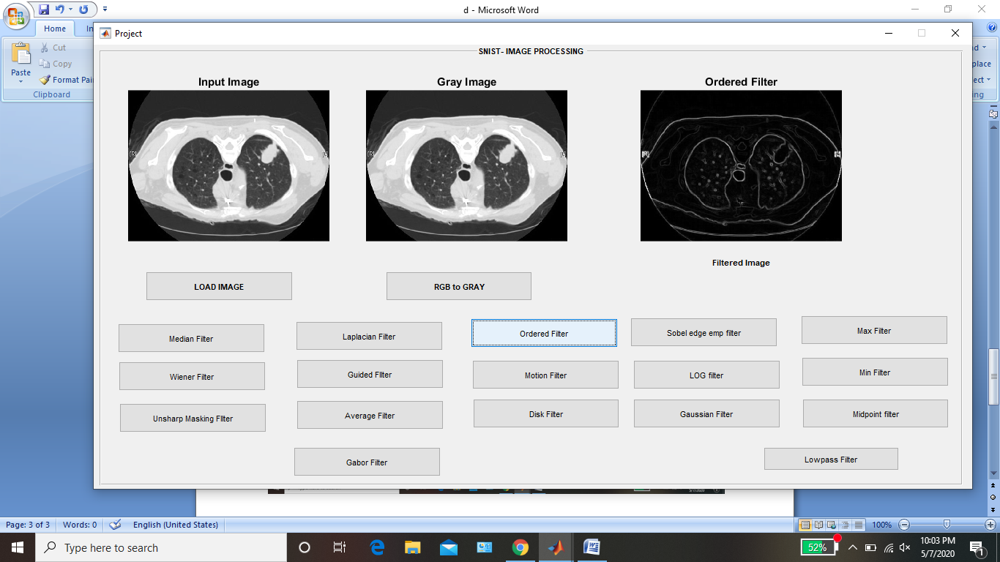 d - Microsoft Word
Home
In
Project
Cut
Copy
Format Pai
Paste
Clipboard
SNIST- IMAGE PROCESSING
Input Image
Gray Image
Ordered Filter
[R]
Filtered Image
LOAD IMAGE
RGB to GRAY
Median Filter
Laplacian Filter
Ordered Filter
Sobel edge emp filter
Max Filter
Wiener Filter
Guided FIlter
Motion Filter
LOG filter
Min Filter
Unsharp Masking FIlter
Average Filter
Disk Filter
Gaussian Filter
Midpoint filter
Gabor Filter
Lowpass Filter
nd
place
ect
ing
Page: 3 of 3
Words: 0
English (United States)
100%
Type here to search
52%
10:03 PM
5/7/2020
1